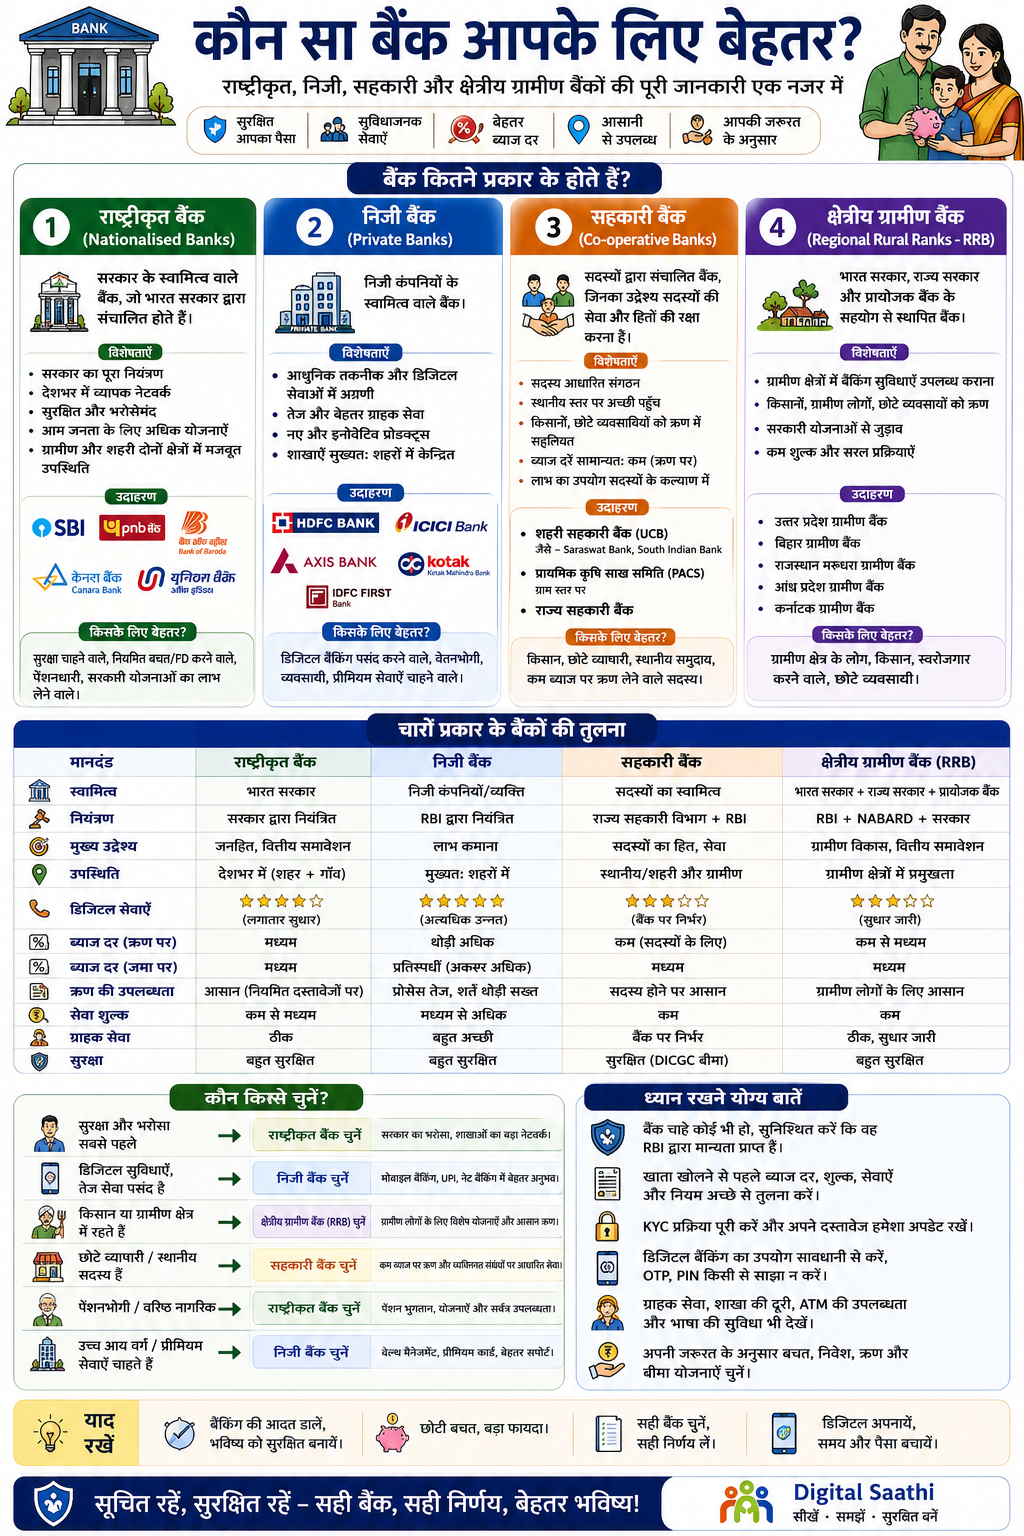 BANK
कौन सा बैंक आपके लिए बेहतर?
राष्ट्रीकृत, निजी, सहकारी और क्षेत्रीय ग्रामीण बैंकों की पूरी जानकारी एक नजर में
सुरक्षित
आपका पैसा
सुविधाजनक
सेवाएँ
बेहतर
ब्याज दर
आसानी
से उपलब्ध
आपकी जरूरत
के अनुसार
बैंक कितने प्रकार के होते हैं?
1
राष्ट्रीकृत बैंक
(Nationalised Banks)
सरकार के स्वामित्व वाले
बैंक, जो भारत सरकार द्वारा
संचालित होते हैं।
विशेषताएँ
• सरकार का पूरा नियंत्रण
• देशभर में व्यापक नेटवर्क
• सुरक्षित और भरोसेमंद
• आम जनता के लिए अधिक योजनाएँ
• ग्रामीण और शहरी दोनों क्षेत्रों में मजबूत
उपस्थिति
उदाहरण
SBI
pnb
Bank of Baroda
केनरा बैंक
Canara Bank
यूनियन बैंक
किसके लिए बेहतर?
सुरक्षा चाहने वाले, नियमित बचत/FD करने वाले,
पेंशनधारी, सरकारी योजनाओं का लाभ
लेने वाले।
2
निजी बैंक
(Private Banks)
निजी कंपनियों के
स्वामित्व वाले बैंक।
PRIVATE BANK
विशेषताएँ
• आधुनिक तकनीक और डिजिटल
सेवाओं में अग्रणी
• तेज और बेहतर ग्राहक सेवा
• नए और इनोवेटिव प्रोडक्ट्स
• शाखाएँ मुख्यत: शहरों में केन्द्रित
उदाहरण
HDFC BANK
ICICI Bank
AXIS BANK
kotak
Kotak Mahindra Bank
IDFC FIRST
Bank
किसके लिए बेहतर?
डिजिटल बैंकिंग पसंद करने वाले, वेतनभोगी,
व्यवसायी, प्रीमियम सेवाएँ चाहने वाले।
3
सहकारी बैंक
(Co-operative Banks)
सदस्यों द्वारा संचालित बैंक,
जिनका उद्देश्य सदस्यों की
सेवा और हितों की रक्षा
करना हैं।
विशेषताएँ
• सदस्य आधारित संगठन
• स्थानीय स्तर पर अच्छी पहुँच
• किसानों, छोटे व्यवसायियों को ऋण में
सहलियत
• ब्याज दरें सामान्यत: कम (ऋण पर)
• लाभ का उपयोग सदस्यों के कल्याण में
उदाहरण
• शहरी सहकारी बैंक (UCB)
जैसे – Saraswat Bank, South Indian Bank
• प्राथमिक कृषि साख समिति (PACS)
ग्राम स्तर पर
• राज्य सहकारी बैंक
किसके लिए बेहतर?
किसान, छोटे व्यापारी, स्थानीय समुदाय,
कम ब्याज पर ऋण लेने वाले सदस्य।
4
क्षेत्रीय ग्रामीण बैंक
(Regional Rural Ranks - RRB)
भारत सरकार, राज्य सरकार
और प्रायोजक बैंक के
सहयोग से स्थापित बैंक।
विशेषताएँ
• ग्रामीण क्षेत्रों में बैंकिंग सुविधाएँ उपलब्ध कराना
• किसानों, ग्रामीण लोगों, छोटे व्यवसायों को ऋण
• सरकारी योजनाओं से जुड़ाव
• कम शुल्क और सरल प्रक्रियाएँ
उदाहरण
• उत्तर प्रदेश ग्रामीण बैंक
• बिहार ग्रामीण बैंक
• राजस्थान मरूधरा ग्रामीण बैंक
• आंध्र प्रदेश ग्रामीण बैंक
• कर्नाटक ग्रामीण बैंक
किसके लिए बेहतर?
ग्रामीण क्षेत्र के लोग, किसान, स्वरोजगार
करने वाले, छोटे व्यवसायी।
चारों प्रकार के बैंकों की तुलना
मानदंड राष्ट्रीकृत बैंक निजी बैंक सहकारी बैंक क्षेत्रीय ग्रामीण बैंक (RRB)
स्वामित्व भारत सरकार निजी कंपनियों/व्यक्ति सदस्यों का स्वामित्व भारत सरकार + राज्य सरकार + प्रायोजक बैंक
नियंत्रण सरकार द्वारा नियंत्रित RBI द्वारा नियंत्रित राज्य सहकारी विभाग + RBI RBI + NABARD + सरकार
मुख्य उद्देश्य जनहित, वित्तीय समावेशन लाभ कमाना सदस्यों का हित, सेवा ग्रामीण विकास, वित्तीय समावेशन
उपस्थिति देशभर में (शहर + गाँव) मुख्यत: शहरों में स्थानीय/शहरी और ग्रामीण ग्रामीण क्षेत्रों में प्रमुखता
डिजिटल सेवाएँ (लगातार सुधार) (अत्यधिक उन्नत) (बैंक पर निर्भर) (सुधार जारी)
ब्याज दर (ऋण पर) मध्यम थोड़ी अधिक कम (सदस्यों के लिए) कम से मध्यम
ब्याज दर (जमा पर) मध्यम प्रतिस्पर्धी (अकसर अधिक) मध्यम मध्यम
ऋण की उपलब्धता आसान (नियमित दस्तावेजों पर) प्रोसेस तेज, शर्तें थोड़ी सख्त सदस्य होने पर आसान ग्रामीण लोगों के लिए आसान
सेवा शुल्क कम से मध्यम मध्यम से अधिक कम कम
ग्राहक सेवा ठीक बहुत अच्छी बैंक पर निर्भर ठीक, सुधार जारी
सुरक्षा बहुत सुरक्षित बहुत सुरक्षित सुरक्षित (DICGC बीमा) बहुत सुरक्षित
कौन किस्से चुनें?
सुरक्षा और भरोसा
सबसे पहले
राष्ट्रीकृत बैंक चुनें
सरकार का भरोसा, शाखाओं का बड़ा नेटवर्क।
डिजिटल सुविधाएँ,
तेज सेवा पसंद है
निजी बैंक चुनें
मोबाइल बैंकिंग, UPI, नेट बैंकिंग में बेहतर अनुभव।
किसान या ग्रामीण क्षेत्र
में रहते हैं
क्षेत्रीय ग्रामीण बैंक (RRB) चुनें
ग्रामीण लोगों के लिए विशेष योजनाएँ और आसान ऋण।
छोटे व्यापारी / स्थानीय
सदस्य हैं
सहकारी बैंक चुनें
कम ब्याज पर ऋण और व्यक्तिगत संबंधों पर आधारित सेवा।
पेंशनभोगी / वरिष्ठ नागरिक
राष्ट्रीकृत बैंक चुनें
पेंशन भुगतान, योजनाएँ और सर्वत्र उपलब्धता।
उच्च आय वर्ग / प्रीमियम
सेवाएँ चाहते हैं
निजी बैंक चुनें
वेल्थ मैनेजमेंट, प्रीमियम कार्ड, बेहतर सपोर्ट।
ध्यान रखने योग्य बातें
बैंक चाहे कोई भी हो, सुनिश्चित करें कि वह
RBI द्वारा मान्यता प्राप्त हैं।
खाता खोलने से पहले ब्याज दर, शुल्क, सेवाएँ
और नियम अच्छे से तुलना करें।
KYC प्रक्रिया पूरी करें और अपने दस्तावेज हमेशा अपडेट रखें।
डिजिटल बैंकिंग का उपयोग सावधानी से करें,
OTP, PIN किसी से साझा न करें।
ग्राहक सेवा, शाखा की दूरी, ATM की उपलब्धता
और भाषा की सुविधा भी देखें।
अपनी जरूरत के अनुसार बचत, निवेश, ऋण और
बीमा योजनाएँ चुनें।
याद
रखें
बैंकिंग की आदत डालें,
भविष्य को सुरक्षित बनायें।
छोटी बचत, बड़ा फायदा।
सही बैंक चुनें,
सही निर्णय लें।
डिजिटल अपनायें,
समय और पैसा बचायें।
सूचित रहें, सुरक्षित रहें – सही बैंक, सही निर्णय, बेहतर भविष्य!
Digital Saathi
सीखें · समझें · सुरक्षित बनें